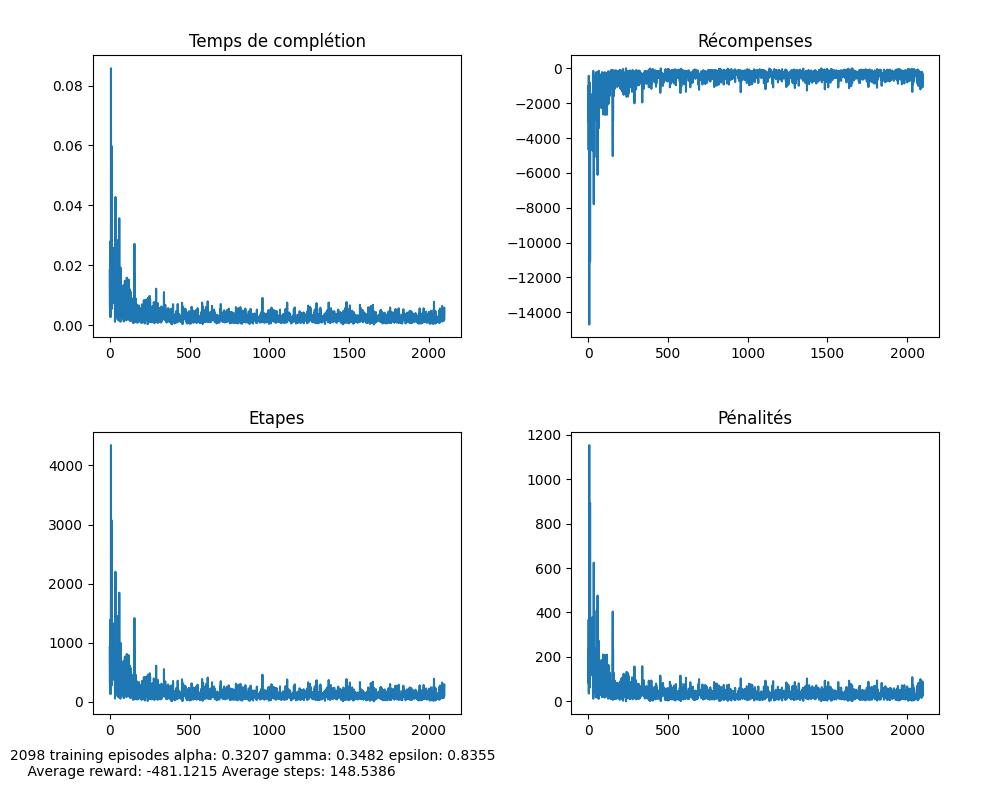 Temps de complétion
0.08
0.06
0.04
0.02
0.00
0 500 1000 1500 2000
Récompenses
0
−2000
−4000
−6000
−8000
−10000
−12000
−14000
0 500 1000 1500 2000
Etapes
4000
3000
2000
1000
0
0 500 1000 1500 2000
Pénalités
1200
1000
800
600
400
200
0
0 500 1000 1500 2000
2098 training episodes alpha: 0.3207 gamma: 0.3482 epsilon: 0.8355
Average reward: -481.1215 Average steps: 148.5386